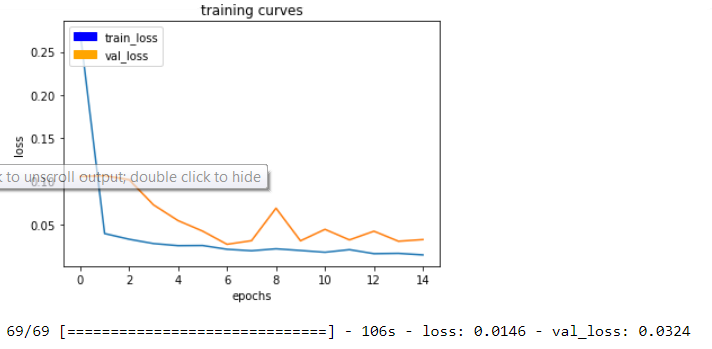 training curves
train_loss
val_loss
loss
0.25
0.20
0.15
0.10
0.05
to unscroll output; double click to hide
0 2 4 6 8 10 12 14
epochs
69/69 [==============================] - 106s - loss: 0.0146 - val_loss: 0.0324